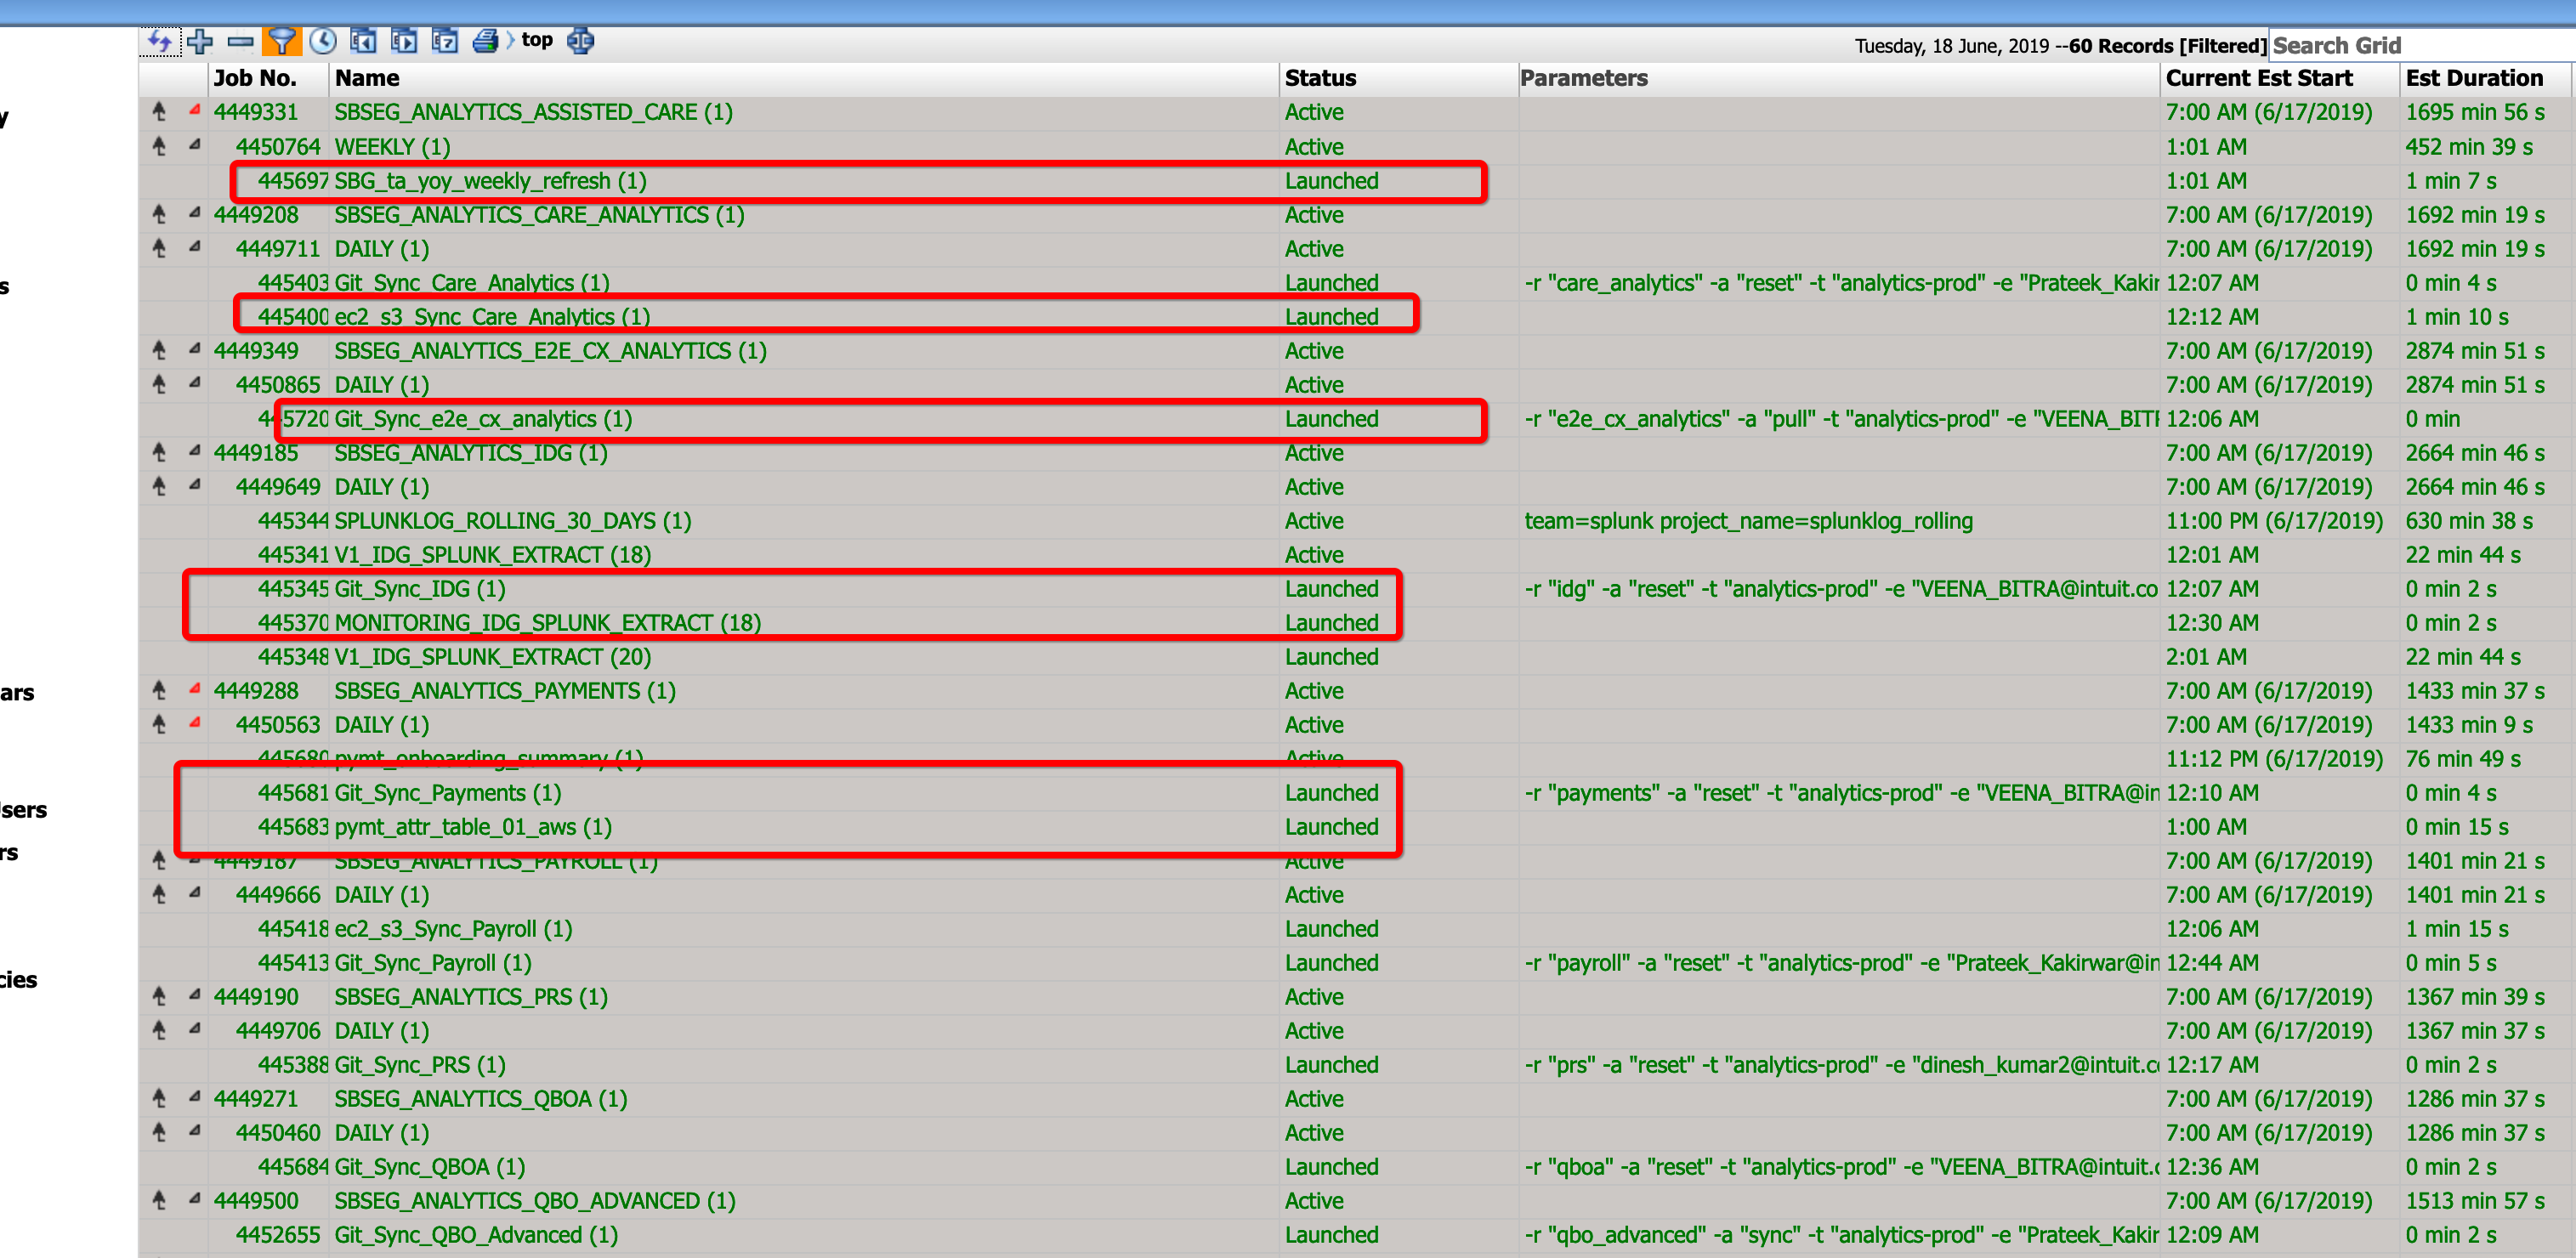 top
Tuesday, 18 June, 2019 --60 Records [Filtered] Search Grid
Job No. Name Status Parameters Current Est Start Est Duration
4449331 SBSEG_ANALYTICS_ASSISTED_CARE (1) Active 7:00 AM (6/17/2019) 1695 min 56 s
y
4450764 WEEKLY (1) Active 1:01 AM 452 min 39 s
445697 SBG_ta_yoy_weekly_refresh (1) Launched 1:01 AM 1 min 7 s
4449208 SBSEG_ANALYTICS_CARE_ANALYTICS (1) Active 7:00 AM (6/17/2019) 1692 min 19 s
4449711 DAILY (1) Active 7:00 AM (6/17/2019) 1692 min 19 s
s
445403 Git_Sync_Care_Analytics (1) Launched -r "care_analytics" -a "reset" -t "analytics-prod" -e "Prateek_Kakir 12:07 AM 0 min 4 s
445400 ec2_s3_Sync_Care_Analytics (1) Launched 12:12 AM 1 min 10 s
4449349 SBSEG_ANALYTICS_E2E_CX_ANALYTICS (1) Active 7:00 AM (6/17/2019) 2874 min 51 s
4450865 DAILY (1) Active 7:00 AM (6/17/2019) 2874 min 51 s
445720 Git_Sync_e2e_cx_analytics (1) Launched -r "e2e_cx_analytics" -a "pull" -t "analytics-prod" -e "VEENA_BITR 12:06 AM 0 min
4449185 SBSEG_ANALYTICS_IDG (1) Active 7:00 AM (6/17/2019) 2664 min 46 s
4449649 DAILY (1) Active 7:00 AM (6/17/2019) 2664 min 46 s
445344 SPLUNKLOG_ROLLING_30_DAYS (1) Active team=splunk project_name=splunklog_rolling 11:00 PM (6/17/2019) 630 min 38 s
445341 V1_IDG_SPLUNK_EXTRACT (18) Active 12:01 AM 22 min 44 s
445345 Git_Sync_IDG (1) Launched -r "idg" -a "reset" -t "analytics-prod" -e "VEENA_BITRA@intuit.co 12:07 AM 0 min 2 s
445370 MONITORING_IDG_SPLUNK_EXTRACT (18) Launched 12:30 AM 0 min 2 s
445348 V1_IDG_SPLUNK_EXTRACT (20) Launched 2:01 AM 22 min 44 s
ars
4449288 SBSEG_ANALYTICS_PAYMENTS (1) Active 7:00 AM (6/17/2019) 1433 min 37 s
4450563 DAILY (1) Active 7:00 AM (6/17/2019) 1433 min 9 s
445680 pymt_onboarding_summary (1) Active 11:12 PM (6/17/2019) 76 min 49 s
445681 Git_Sync_Payments (1) Launched -r "payments" -a "reset" -t "analytics-prod" -e "VEENA_BITRA@in 12:10 AM 0 min 4 s
sers
445683 pymt_attr_table_01_aws (1) Launched 1:00 AM 0 min 15 s
rs
4449187 SBSEG_ANALYTICS_PAYROLL (1) Active 7:00 AM (6/17/2019) 1401 min 21 s
4449666 DAILY (1) Active 7:00 AM (6/17/2019) 1401 min 21 s
445418 ec2_s3_Sync_Payroll (1) Launched 12:06 AM 1 min 15 s
445413 Git_Sync_Payroll (1) Launched -r "payroll" -a "reset" -t "analytics-prod" -e "Prateek_Kakirwar@in 12:44 AM 0 min 5 s
cies
4449190 SBSEG_ANALYTICS_PRS (1) Active 7:00 AM (6/17/2019) 1367 min 39 s
4449706 DAILY (1) Active 7:00 AM (6/17/2019) 1367 min 37 s
445388 Git_Sync_PRS (1) Launched -r "prs" -a "reset" -t "analytics-prod" -e "dinesh_kumar2@intuit.c 12:17 AM 0 min 2 s
4449271 SBSEG_ANALYTICS_QBOA (1) Active 7:00 AM (6/17/2019) 1286 min 37 s
4450460 DAILY (1) Active 7:00 AM (6/17/2019) 1286 min 37 s
445684 Git_Sync_QBOA (1) Launched -r "qboa" -a "reset" -t "analytics-prod" -e "VEENA_BITRA@intuit.c 12:36 AM 0 min 2 s
4449500 SBSEG_ANALYTICS_QBO_ADVANCED (1) Active 7:00 AM (6/17/2019) 1513 min 57 s
4452655 Git_Sync_QBO_Advanced (1) Launched -r "qbo_advanced" -a "sync" -t "analytics-prod" -e "Prateek_Kakir 12:09 AM 0 min 2 s